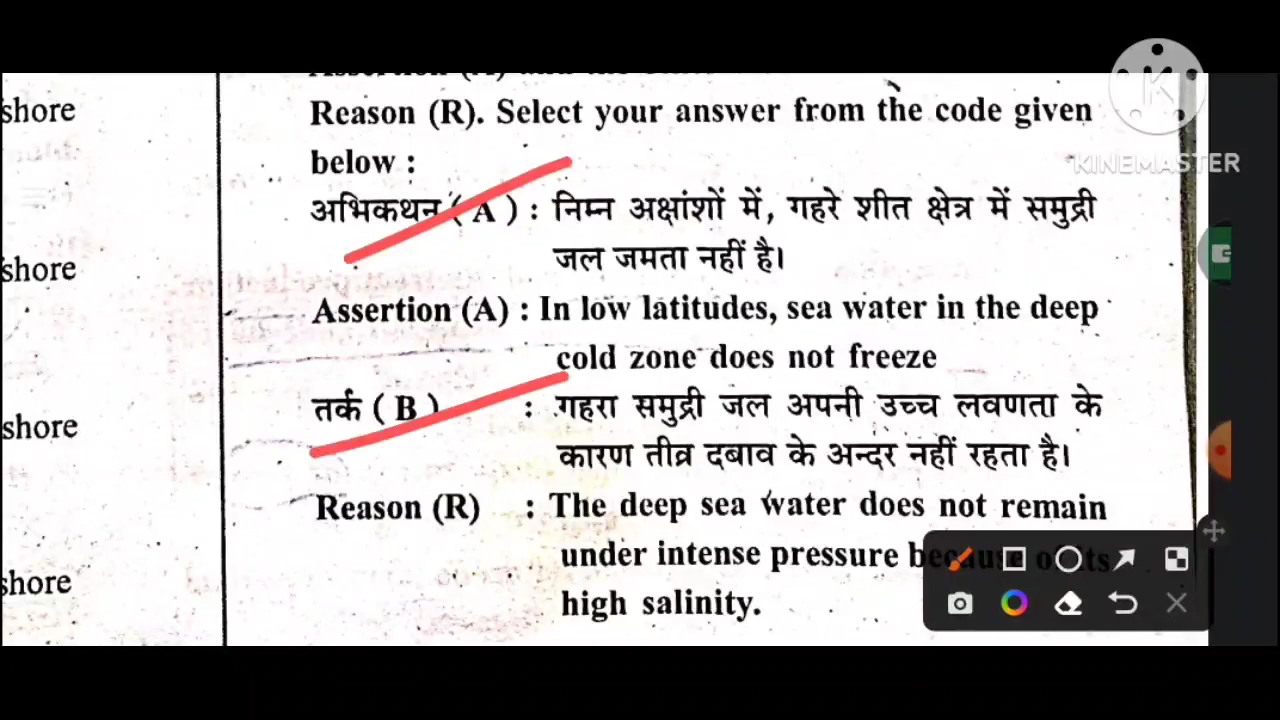 shore
shore
shore
shore
Reason (R). Select your answer from the code given
below :
अभिकथन ( A ) : निम्न अक्षांशों में, गहरे शीत क्षेत्र में समुद्री
जल जमता नहीं है।
Assertion (A) : In low latitudes, sea water in the deep
cold zone does not freeze
तर्क ( B ) : गहरा समुद्री जल अपनी उच्च लवणता के
कारण तीव्र दबाव के अन्दर नहीं रहता है।
Reason (R) : The deep sea water does not remain
under intense pressure because of its
high salinity.
KINEMASTER